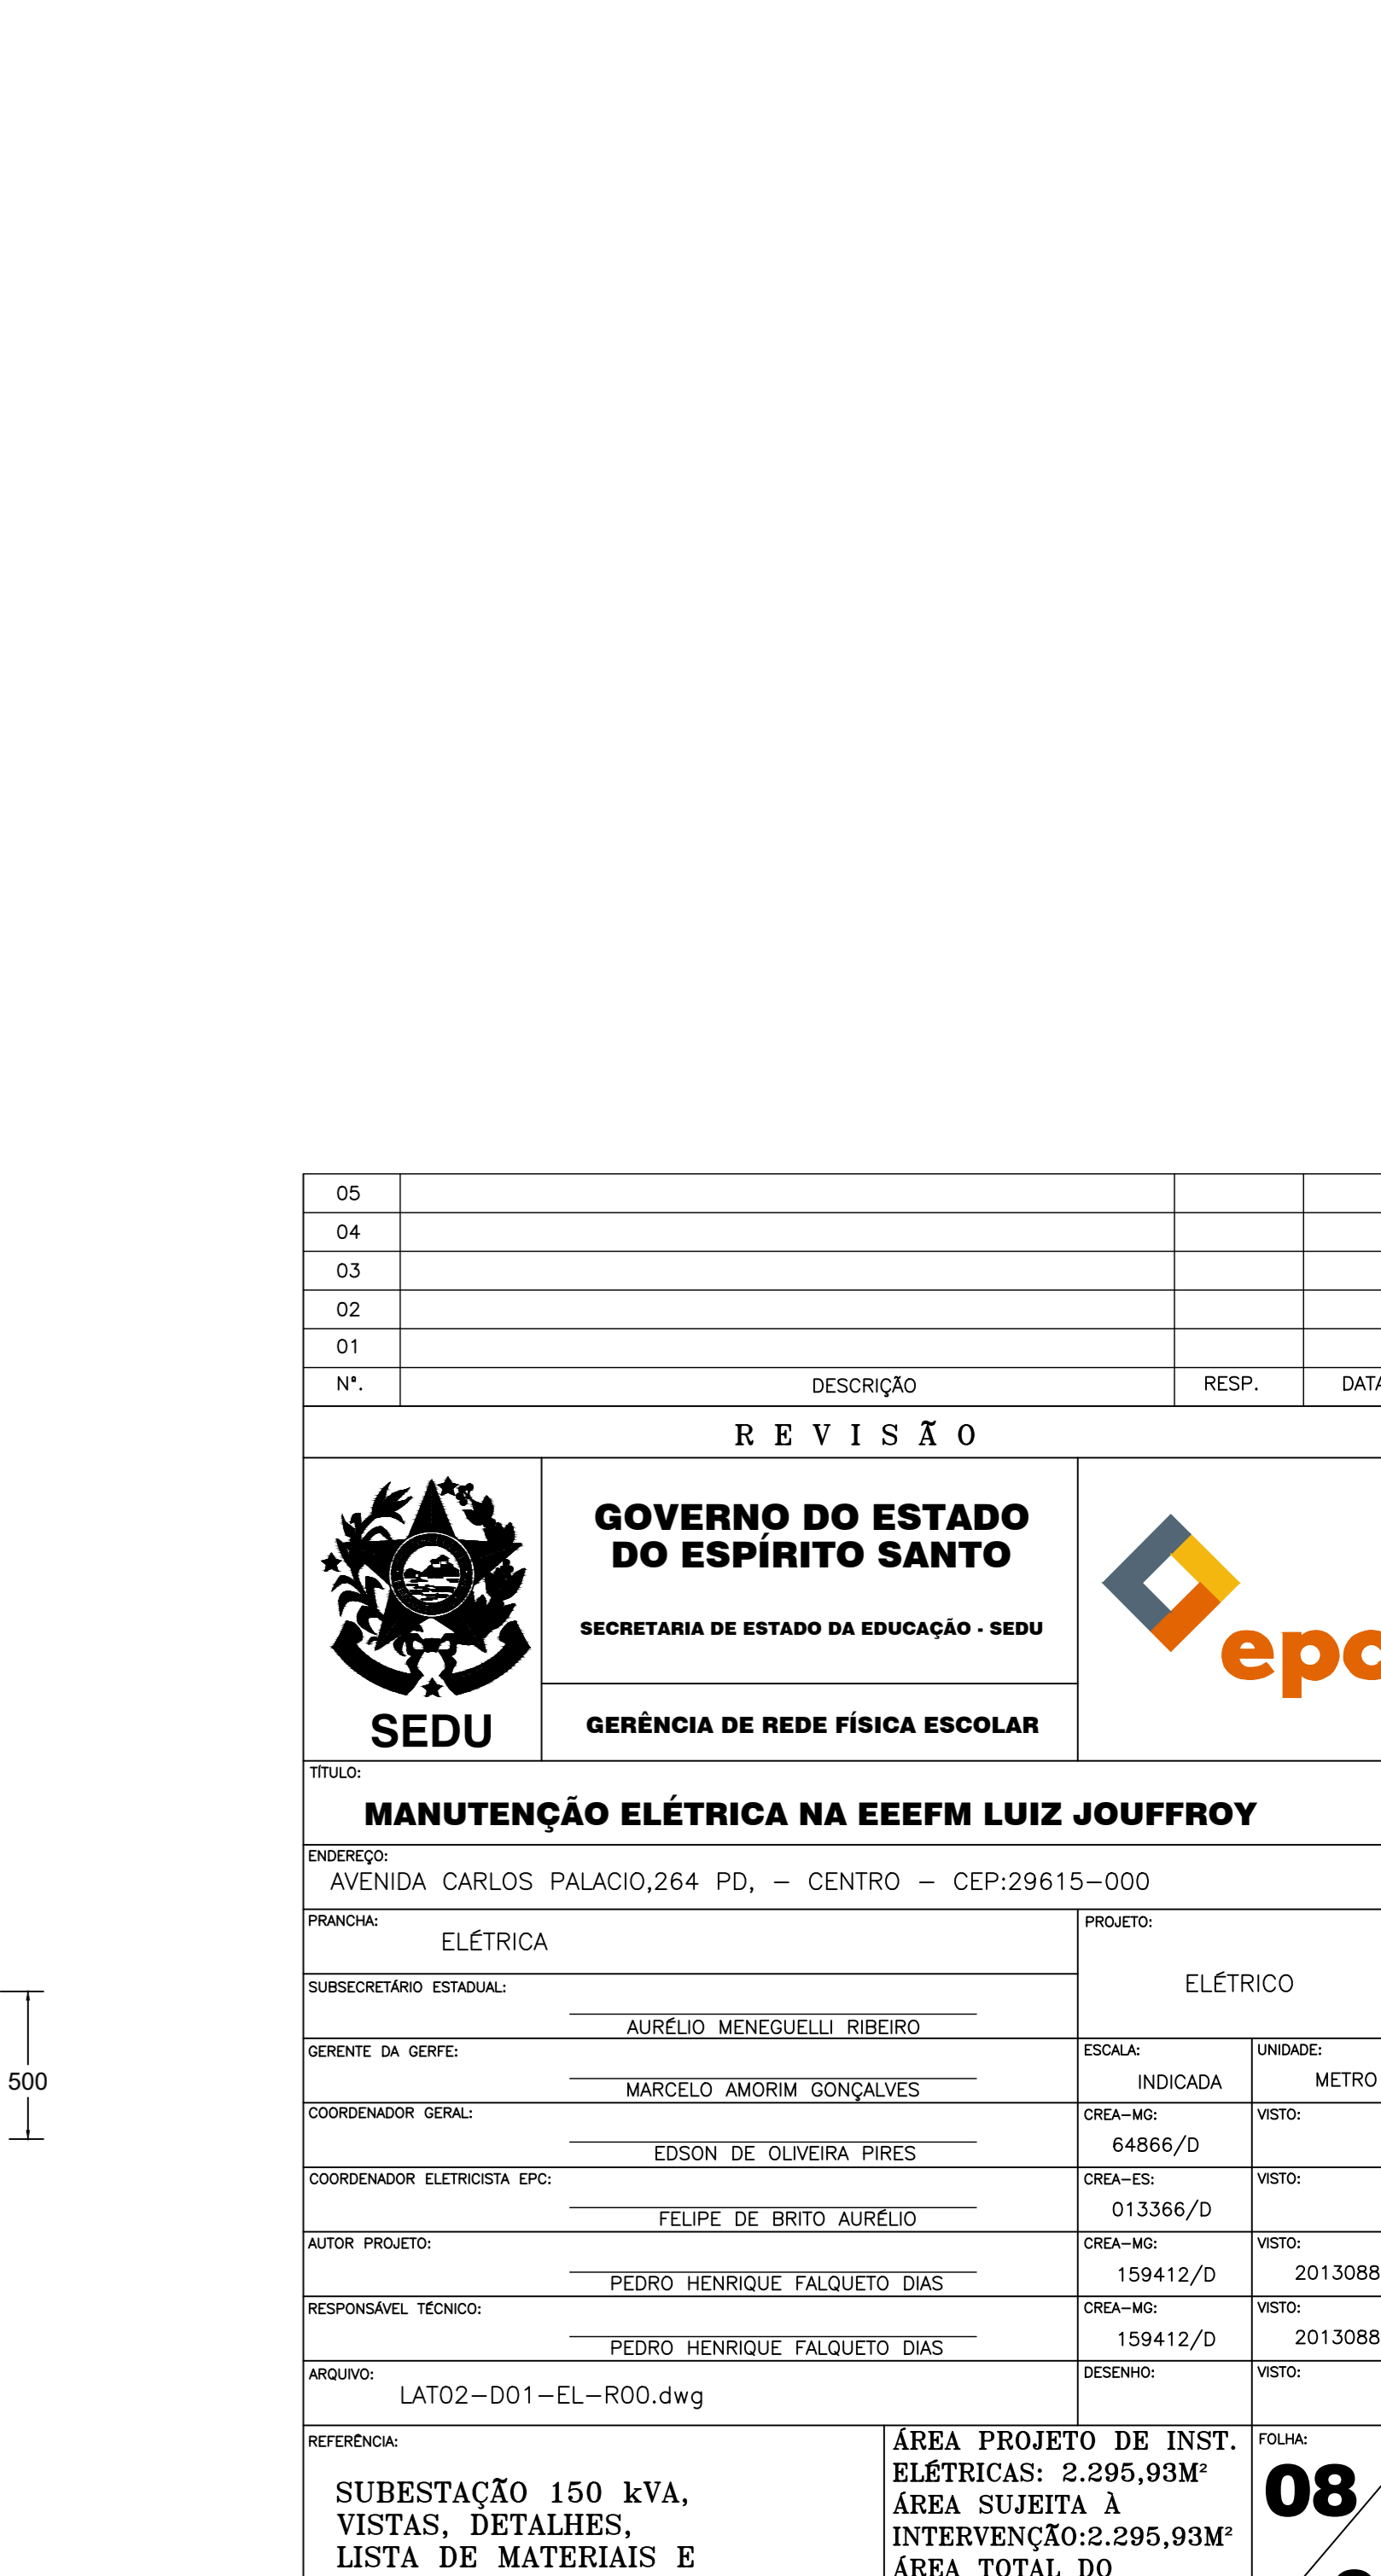 05
04
03
02
01
Nº. DESCRIÇÃO RESP. DATA
REVISÃO
GOVERNO DO ESTADO
DO ESPÍRITO SANTO
SECRETARIA DE ESTADO DA EDUCAÇÃO - SEDU
GERÊNCIA DE REDE FÍSICA ESCOLAR
SEDU
epc
TÍTULO:
MANUTENÇÃO ELÉTRICA NA EEEFM LUIZ JOUFFROY
ENDEREÇO:
AVENIDA CARLOS PALACIO,264 PD, - CENTRO - CEP:29615-000
PRANCHA:
ELÉTRICA
PROJETO:
ELÉTRICO
SUBSECRETÁRIO ESTADUAL:
AURÉLIO MENEGUELLI RIBEIRO
GERENTE DA GERFE:
MARCELO AMORIM GONÇALVES
ESCALA:
INDICADA
UNIDADE:
METRO
500
COORDENADOR GERAL:
EDSON DE OLIVEIRA PIRES
CREA-MG:
64866/D
VISTO:
COORDENADOR ELETRICISTA EPC:
FELIPE DE BRITO AURÉLIO
CREA-ES:
013366/D
VISTO:
AUTOR PROJETO:
PEDRO HENRIQUE FALQUETO DIAS
CREA-MG:
159412/D
VISTO:
2013088
RESPONSÁVEL TÉCNICO:
PEDRO HENRIQUE FALQUETO DIAS
CREA-MG:
159412/D
VISTO:
2013088
ARQUIVO:
LAT02-D01-EL-R00.dwg
DESENHO:
VISTO:
REFERÊNCIA:
SUBESTAÇÃO 150 kVA,
VISTAS, DETALHES,
LISTA DE MATERIAIS E
ÁREA PROJETO DE INST.
ELÉTRICAS: 2.295,93M²
ÁREA SUJEITA À
INTERVENÇÃO:2.295,93M²
ÁREA TOTAL DO
FOLHA:
08/